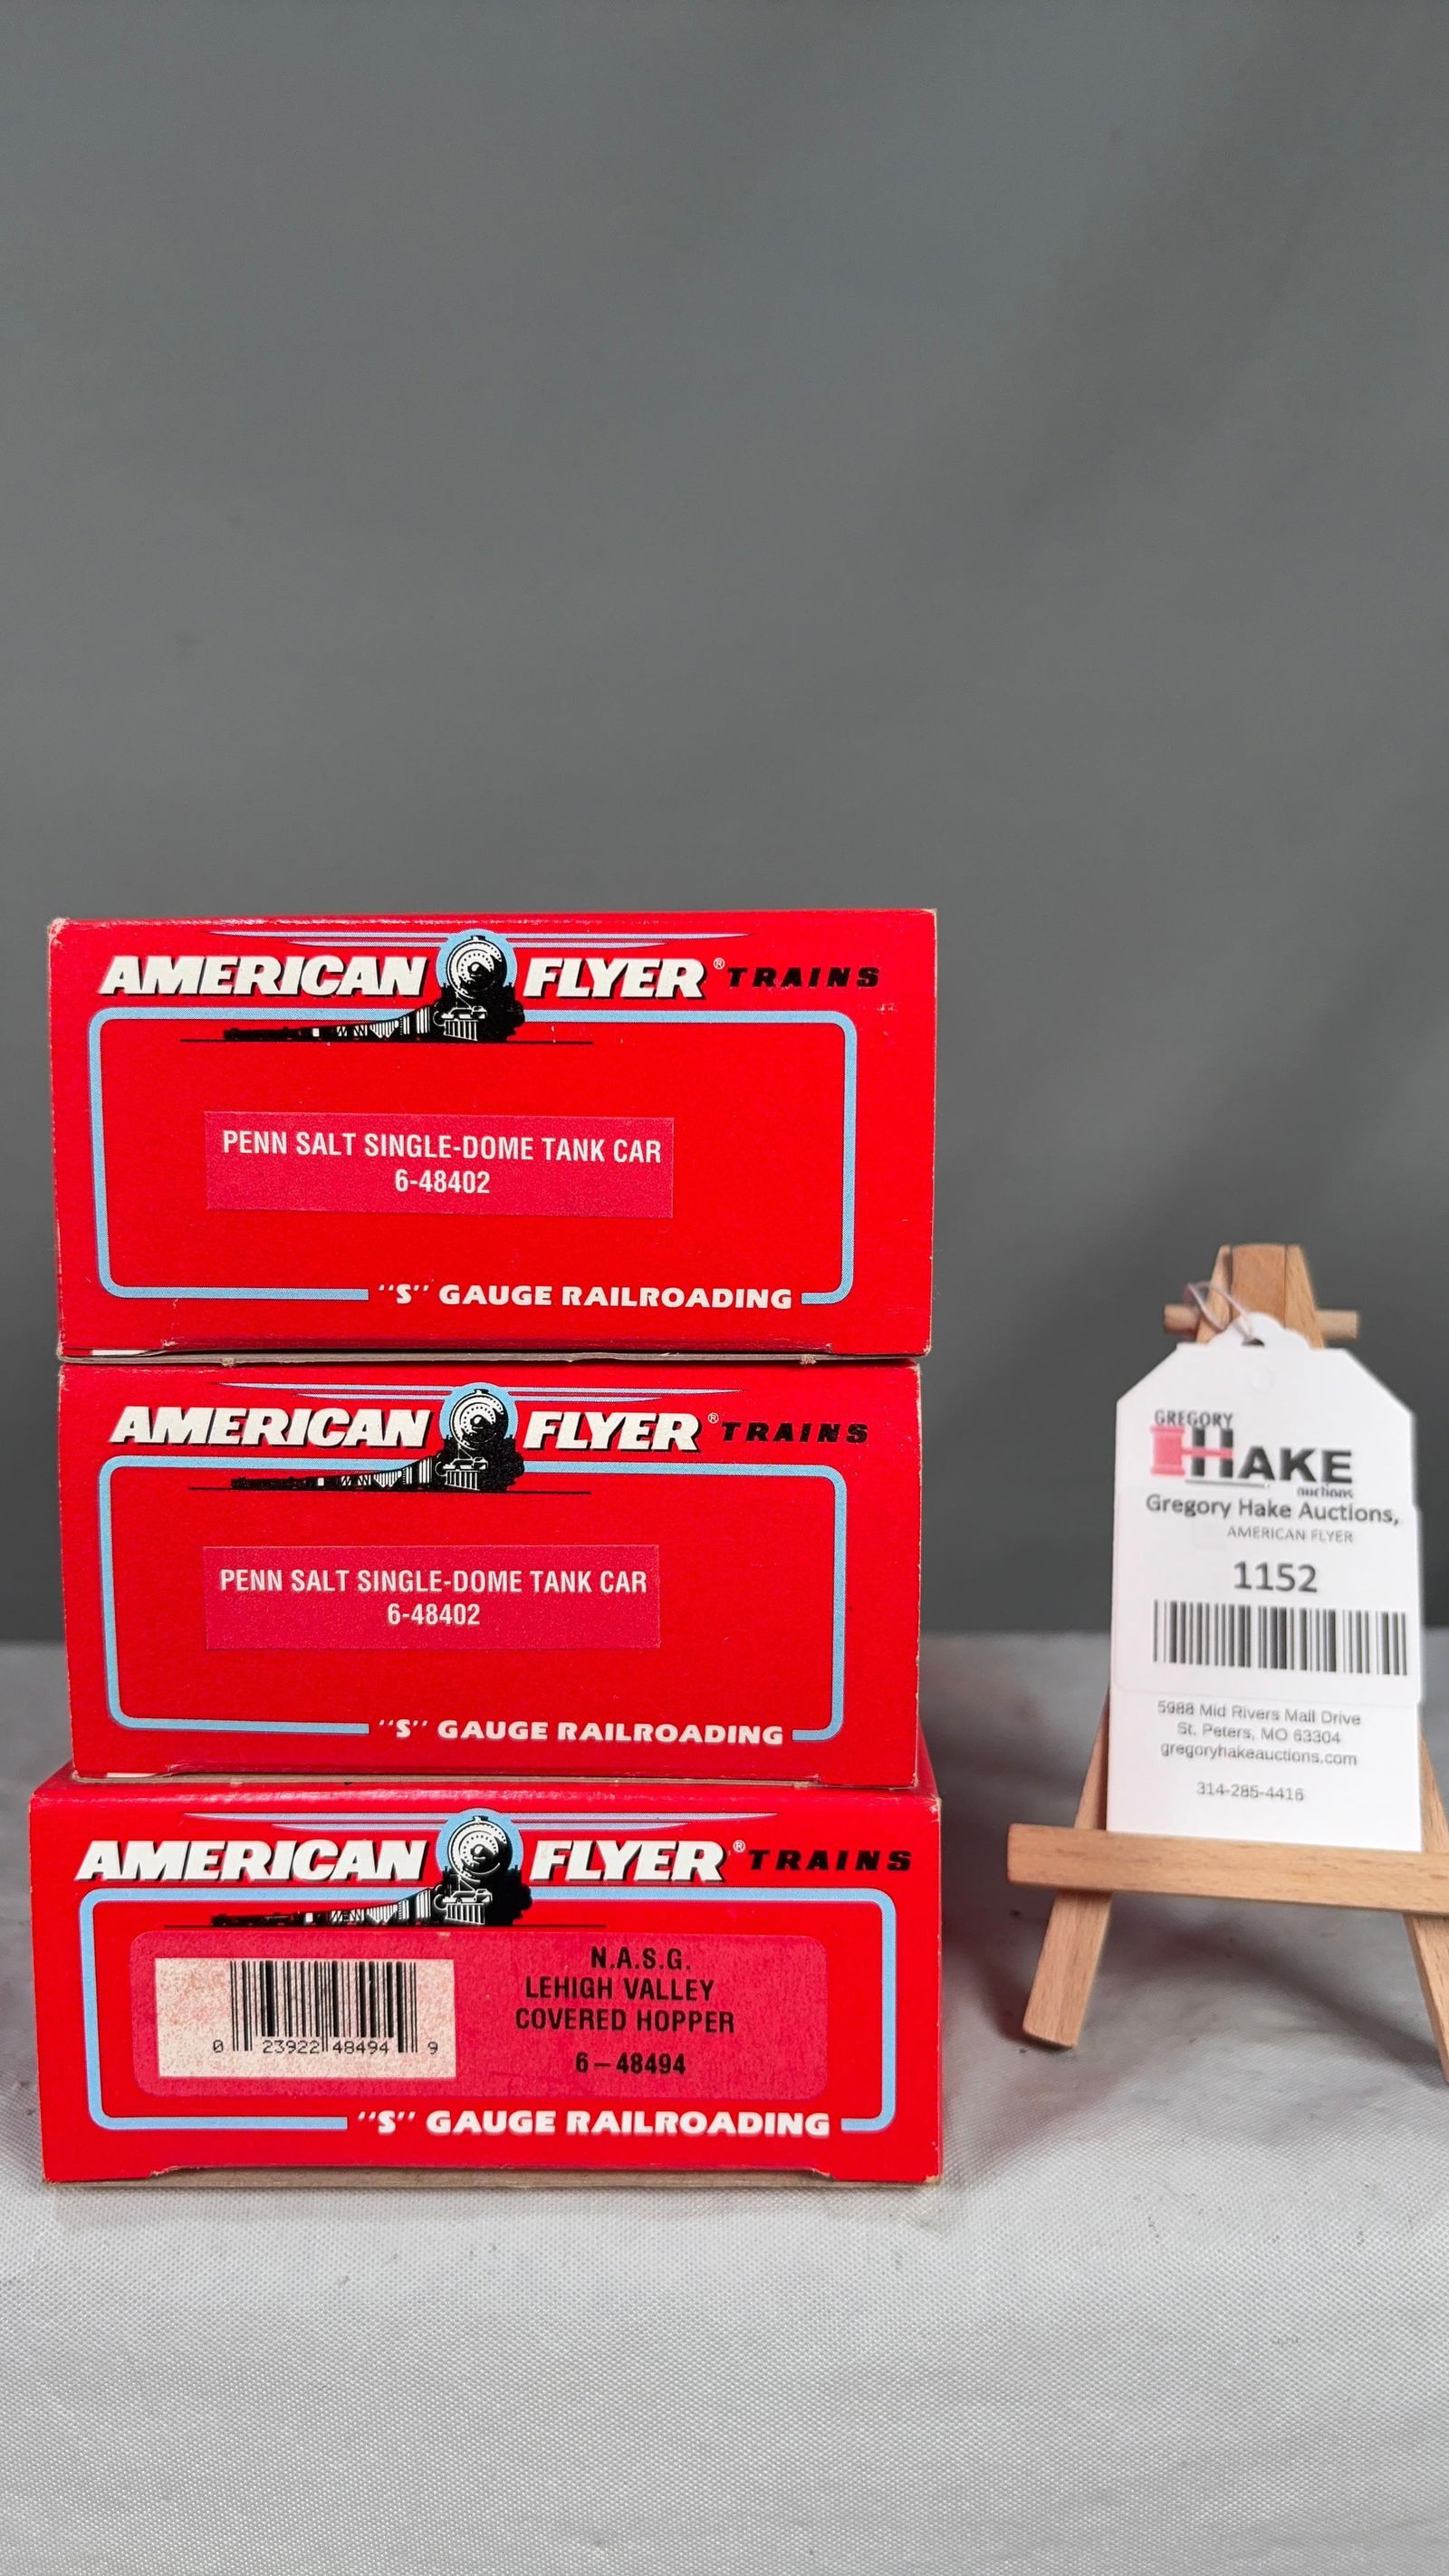 AMERICAN FLYER® TRAINS
PENN SALT SINGLE-DOME TANK CAR
6-48402
"S" GAUGE RAILROADING
AMERICAN FLYER® TRAINS
PENN SALT SINGLE-DOME TANK CAR
6-48402
"S" GAUGE RAILROADING
AMERICAN FLYER® TRAINS
N.A.S.G.
LEHIGH VALLEY
COVERED HOPPER
6-48494
0 23922 48494 9
"S" GAUGE RAILROADING
GREGORY
HAKE
auctions
Gregory Hake Auctions,
AMERICAN FLYER
1152
5988 Mid Rivers Mall Drive
St. Peters, MO 63304
gregoryhakeauctions.com
314-285-4416